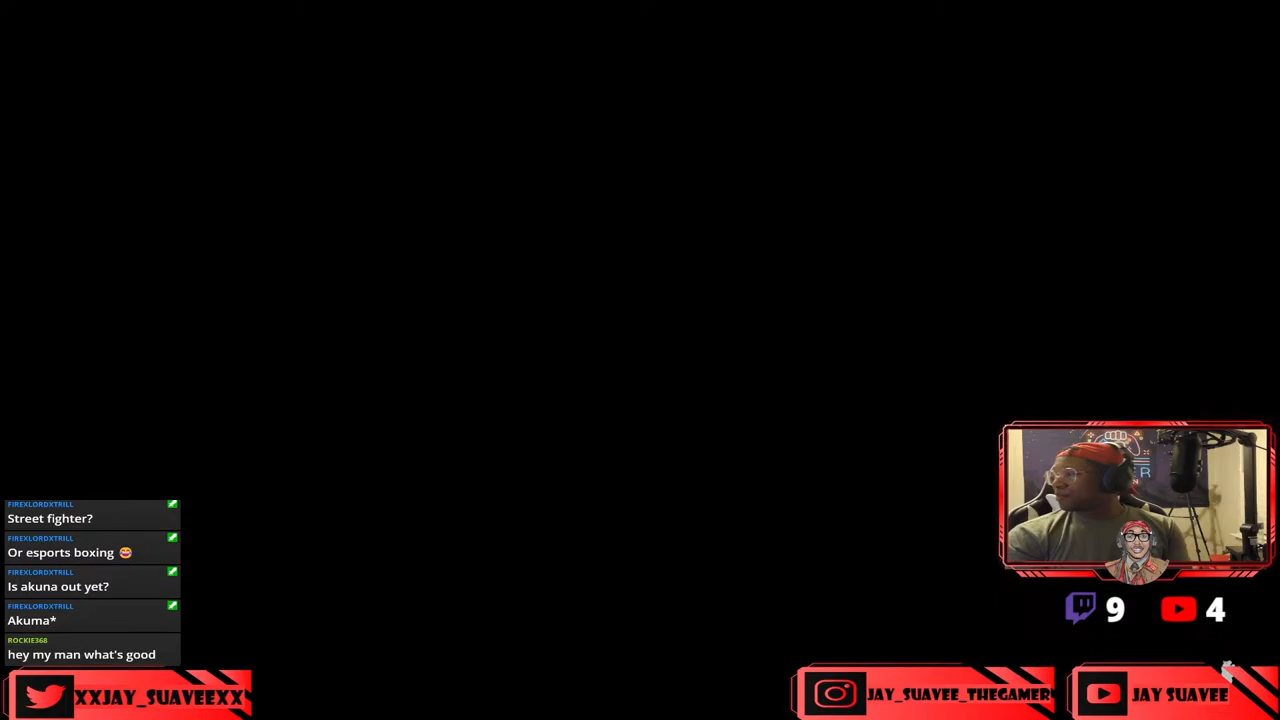 FIREXLORDXTRILL
Street fighter?
FIREXLORDXTRILL
Or esports boxing 😂
FIREXLORDXTRILL
Is akuna out yet?
FIREXLORDXTRILL
Akuma*
ROCKIE368
hey my man what's good
9
4
XXJAY_SUAVEEXX
JAY_SUAVEE_THEGAMER
JAY SUAVEE